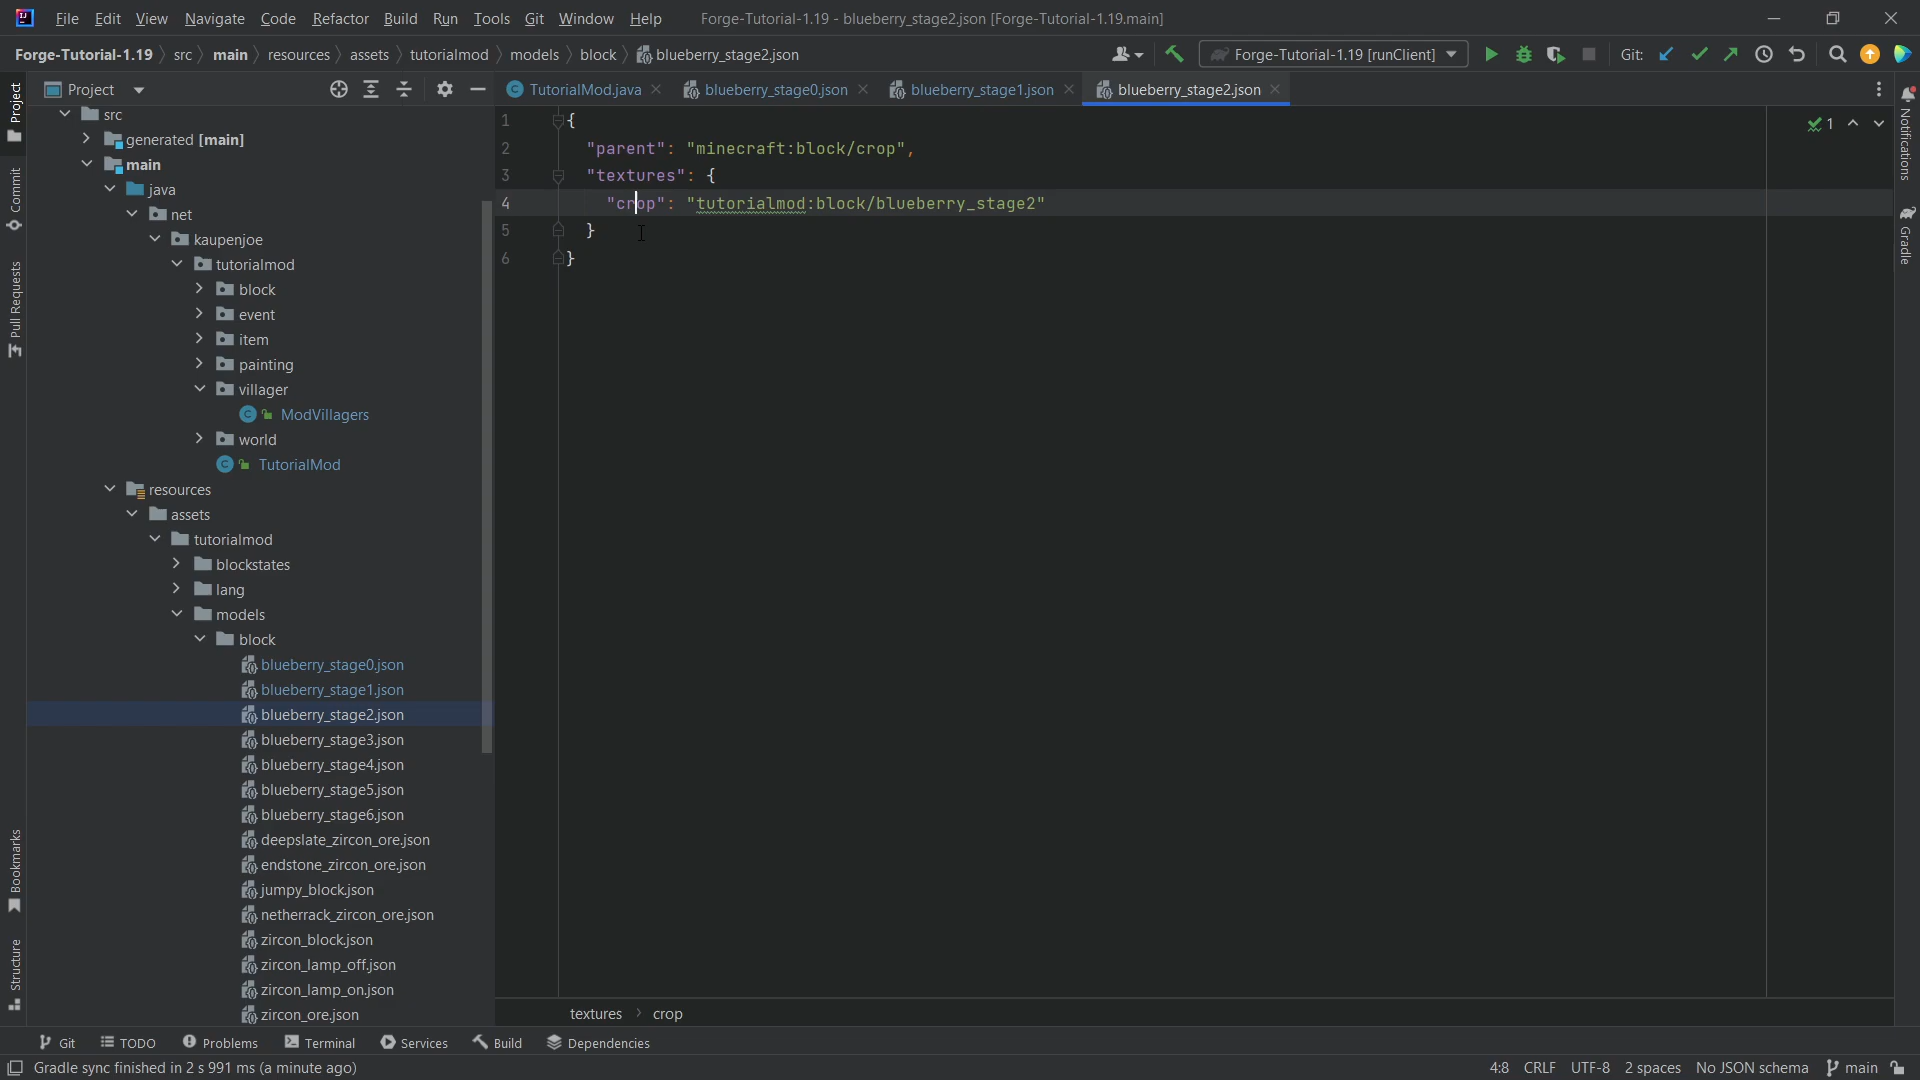 File Edit View Navigate Code Refactor Build Run Tools Git Window Help Forge-Tutorial-1.19 - blueberry_stage2.json [Forge-Tutorial-1.19.main]
Forge-Tutorial-1.19 src main resources assets tutorialmod models block blueberry_stage2.json Forge-Tutorial-1.19 [runClient] Git:
Project TutorialMod.java blueberry_stage0.json blueberry_stage1.json blueberry_stage2.json
Project
Commit
Pull Requests
Bookmarks
Structure
src
generated [main]
main
java
net
kaupenjoe
tutorialmod
block
event
item
painting
villager
ModVillagers
world
TutorialMod
resources
assets
tutorialmod
blockstates
lang
models
block
blueberry_stage0.json
blueberry_stage1.json
blueberry_stage2.json
blueberry_stage3.json
blueberry_stage4.json
blueberry_stage5.json
blueberry_stage6.json
deepslate_zircon_ore.json
endstone_zircon_ore.json
jumpy_block.json
netherrack_zircon_ore.json
zircon_block.json
zircon_lamp_off.json
zircon_lamp_on.json
zircon_ore.json
1 {
2 "parent": "minecraft:block/crop",
3 "textures": {
4 "crop": "tutorialmod:block/blueberry_stage2"
5 }
6 }
1
Notifications
Gradle
textures crop
Git TODO Problems Terminal Services Build Dependencies
Gradle sync finished in 2 s 991 ms (a minute ago) 4:8 CRLF UTF-8 2 spaces No JSON schema main